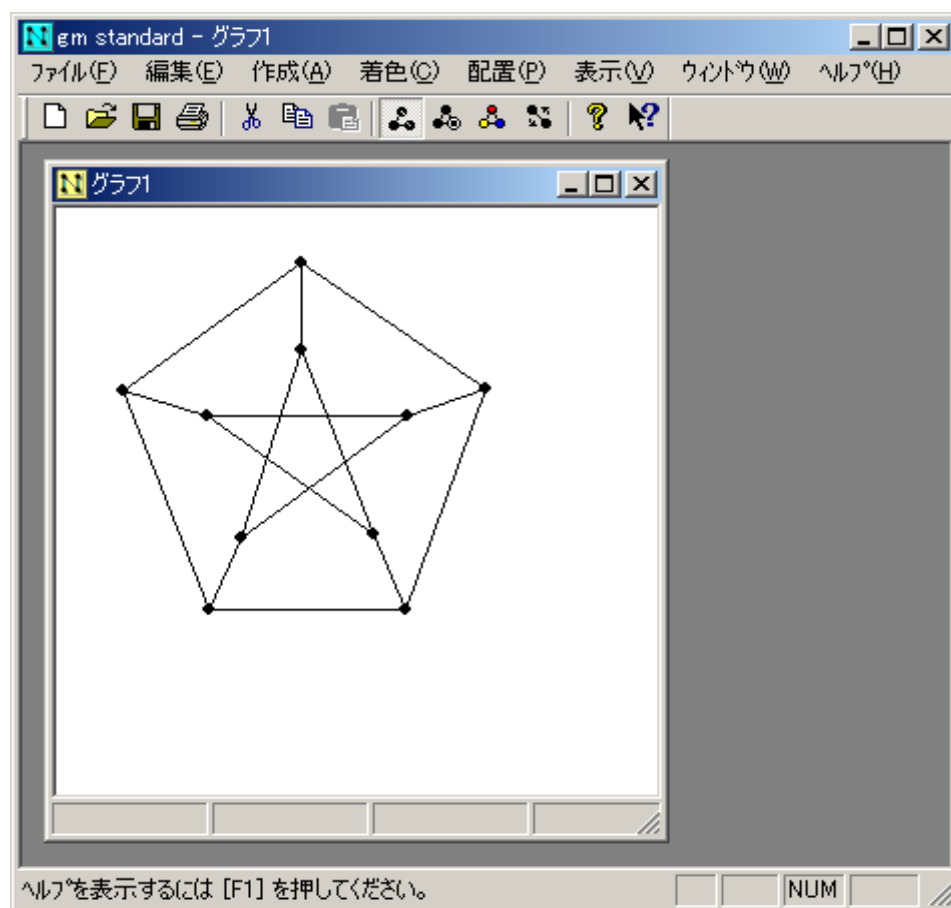 gm standard - グラフ1
ファイル(F) 編集(E) 作成(A) 着色(C) 配置(P) 表示(V) ウィンドウ(W) ヘルプ(H)
グラフ1
ヘルプを表示するには [F1] を押してください。 NUM